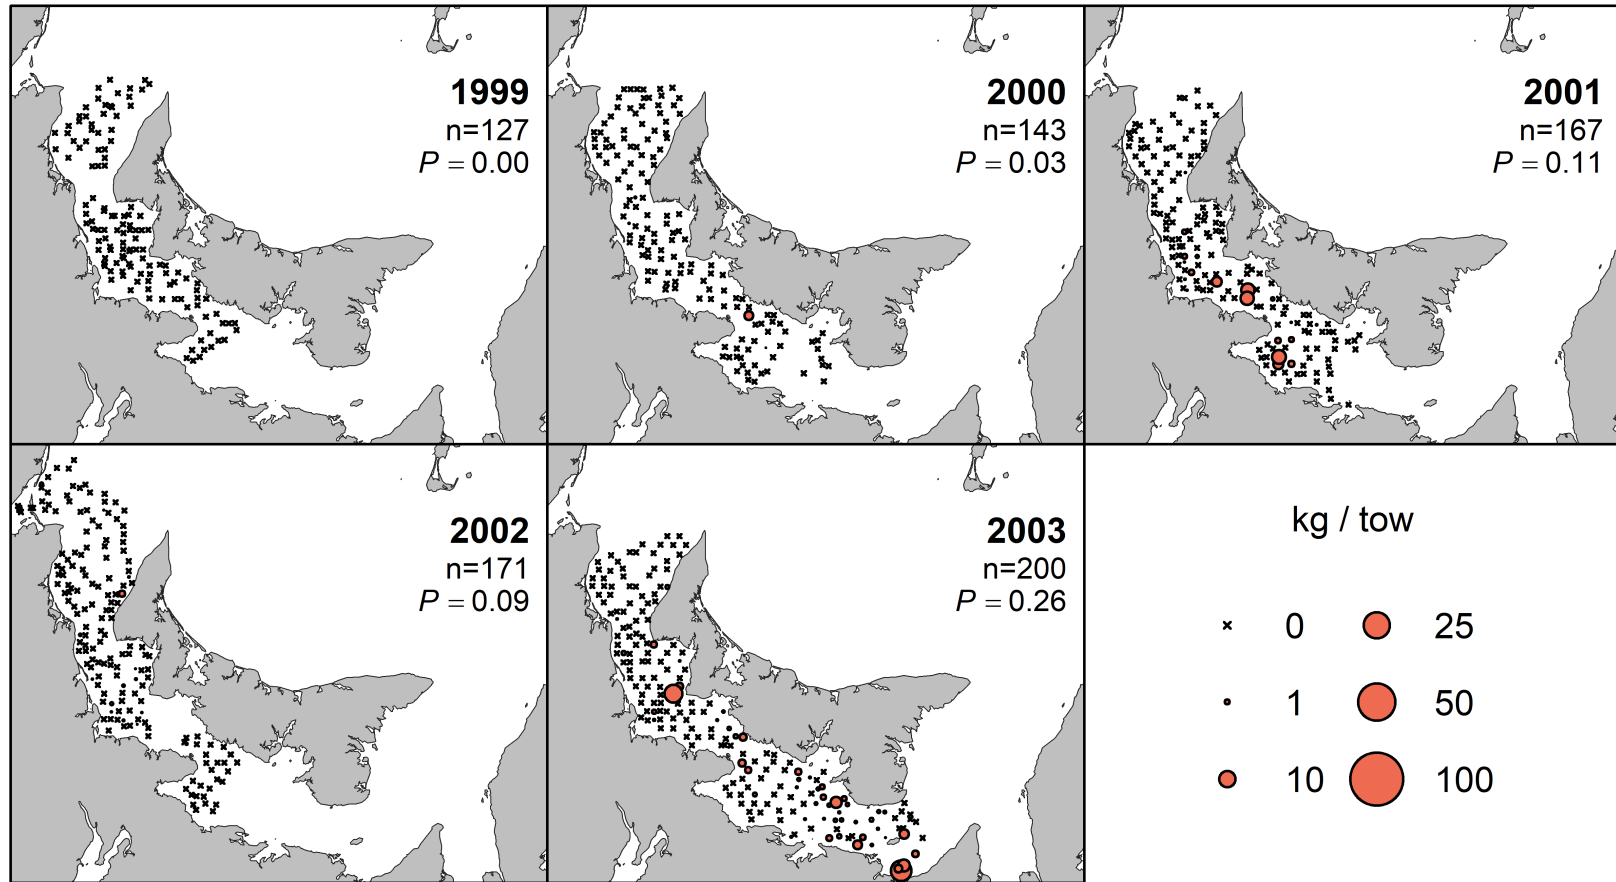 1999
n=127
P = 0.00
2000
n=143
P = 0.03
2001
n=167
P = 0.11
2002
n=171
P = 0.09
2003
n=200
P = 0.26
kg / tow
0 25
1 50
10 100